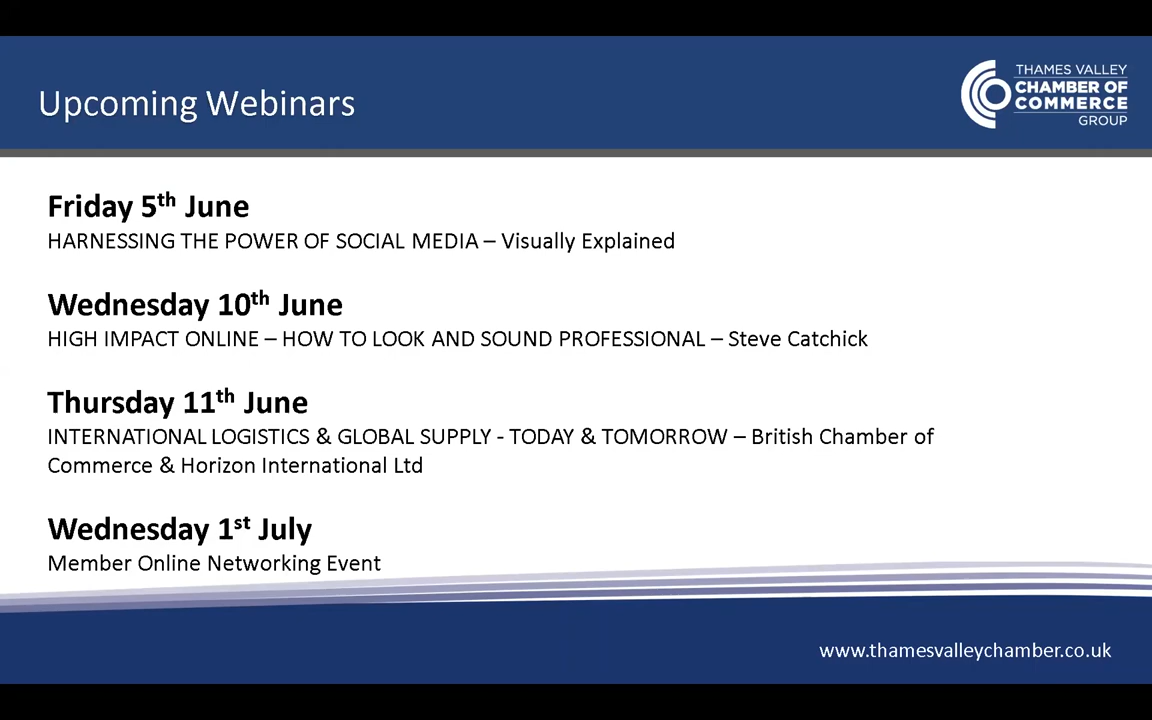 Upcoming Webinars
THAMES VALLEY
CHAMBER OF
COMMERCE
GROUP
Friday 5th June
HARNESSING THE POWER OF SOCIAL MEDIA – Visually Explained
Wednesday 10th June
HIGH IMPACT ONLINE – HOW TO LOOK AND SOUND PROFESSIONAL – Steve Catchick
Thursday 11th June
INTERNATIONAL LOGISTICS & GLOBAL SUPPLY - TODAY & TOMORROW – British Chamber of
Commerce & Horizon International Ltd
Wednesday 1st July
Member Online Networking Event
www.thamesvalleychamber.co.uk